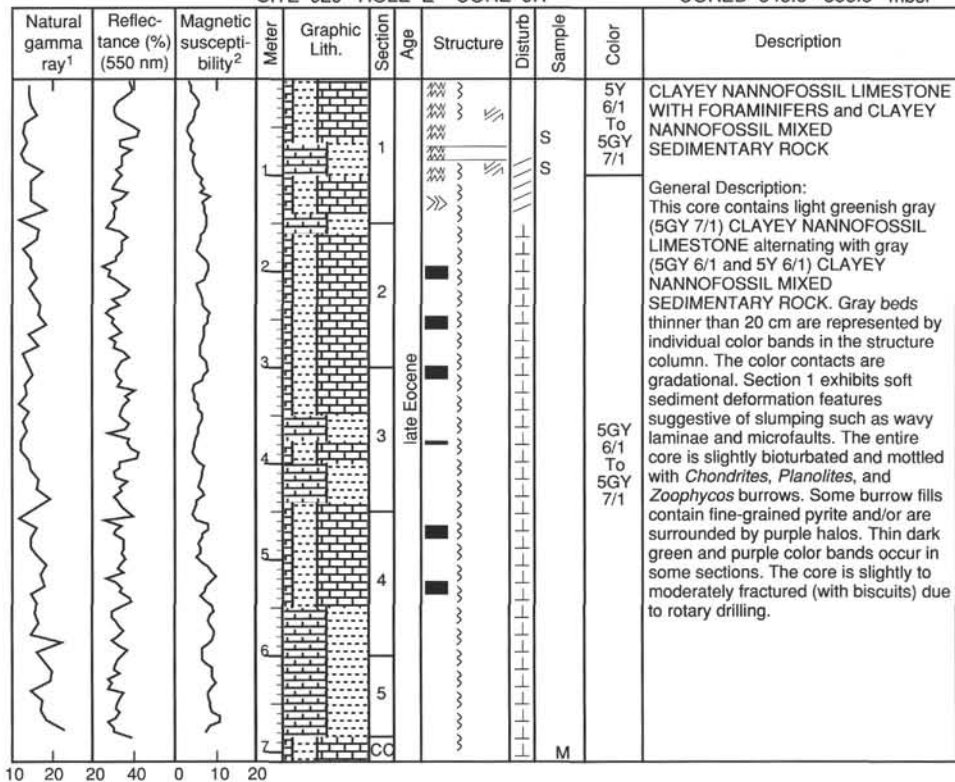 Natural gamma ray1
Reflec-tance (%) (550 nm)
Magnetic suscepti-bility2
Meter
Graphic Lith.
Section
Age
Structure
Disturb
Sample
Color
Description
1
2
3
4
5
6
7
1
2
3
4
5
CC
late Eocene
S
S
M
5Y
6/1
To
5GY
7/1
5GY
6/1
To
5GY
7/1
CLAYEY NANNOFOSSIL LIMESTONE
WITH FORAMINIFERS and CLAYEY
NANNOFOSSIL MIXED
SEDIMENTARY ROCK
General Description:
This core contains light greenish gray
(5GY 7/1) CLAYEY NANNOFOSSIL
LIMESTONE alternating with gray
(5GY 6/1 and 5Y 6/1) CLAYEY
NANNOFOSSIL MIXED
SEDIMENTARY ROCK. Gray beds
thinner than 20 cm are represented by
individual color bands in the structure
column. The color contacts are
gradational. Section 1 exhibits soft
sediment deformation features
suggestive of slumping such as wavy
laminae and microfaults. The entire
core is slightly bioturbated and mottled
with Chondrites, Planolites, and
Zoophycos burrows. Some burrow fills
contain fine-grained pyrite and/or are
surrounded by purple halos. Thin dark
green and purple color bands occur in
some sections. The core is slightly to
moderately fractured (with biscuits) due
to rotary drilling.
10 20 20 40 0 10 20